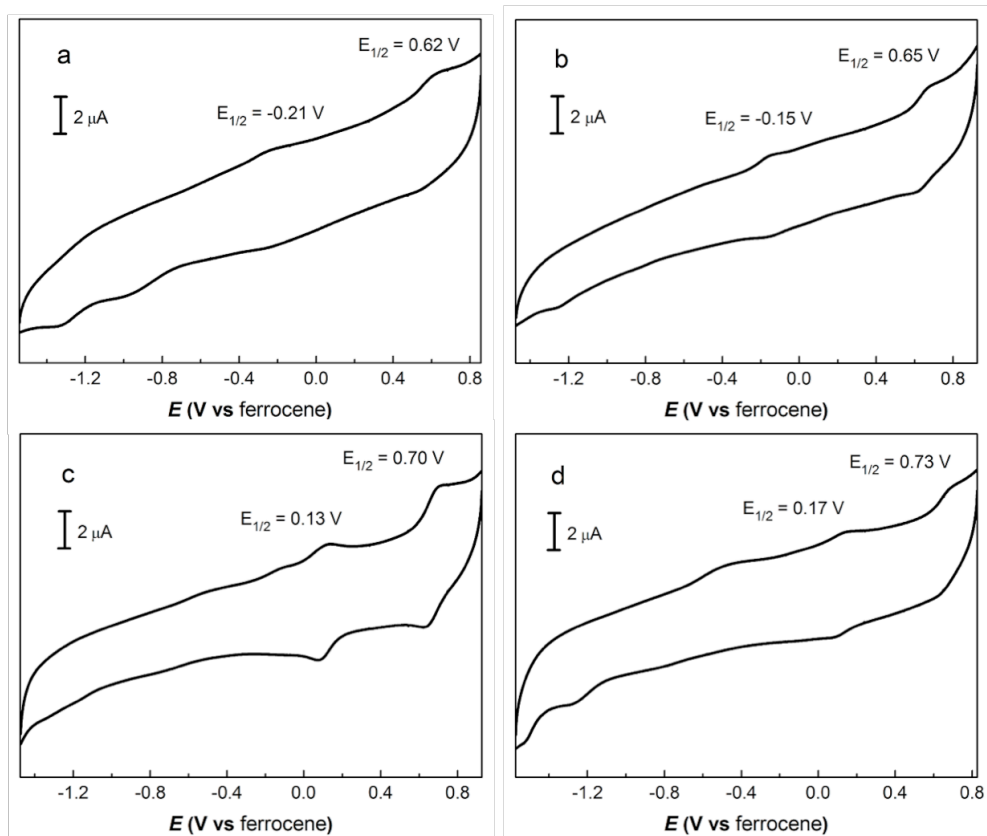 a
E1/2 = 0.62 V
E1/2 = -0.21 V
2 μA
-1.2 -0.8 -0.4 0.0 0.4 0.8
E (V vs ferrocene)
b
E1/2 = 0.65 V
E1/2 = -0.15 V
2 μA
-1.2 -0.8 -0.4 0.0 0.4 0.8
E (V vs ferrocene)
c
E1/2 = 0.70 V
E1/2 = 0.13 V
2 μA
-1.2 -0.8 -0.4 0.0 0.4 0.8
E (V vs ferrocene)
d
E1/2 = 0.73 V
E1/2 = 0.17 V
2 μA
-1.2 -0.8 -0.4 0.0 0.4 0.8
E (V vs ferrocene)